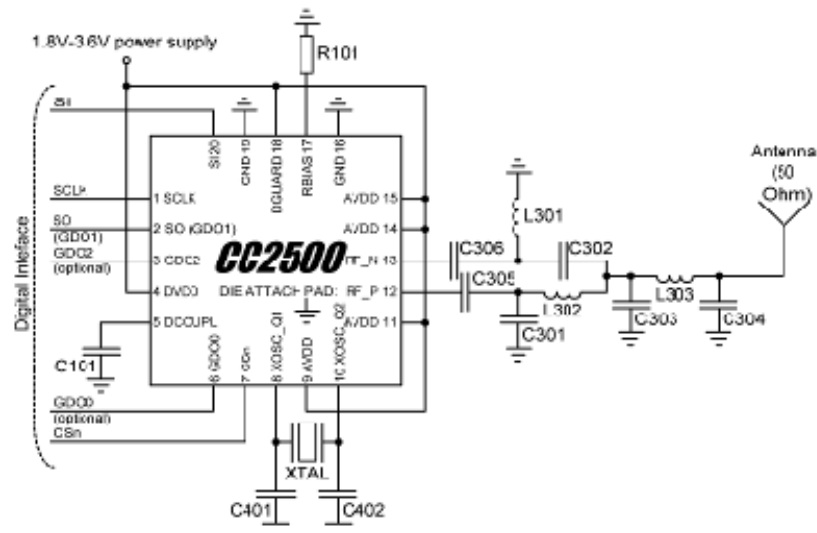 1.8V-3.6V power supply
R101
SI
SI 20
GND 19
DGUARD 18
RBIAS 17
GND 16
Antenna
(50
Ohm)
SCLK
1 SCLK
AVDD 15
L301
SO
(GDO1)
2 SO (GDO1)
AVDD 14
GDO2
(optional)
3 GDO2
CC2500
RF_N 13
C306
C302
C305
4 DVDD
DIE ATTACH PAD:
RF_P 12
L302
L303
C301
C303
C304
5 DCOUPL
AVDD 11
C101
6 GDO0
7 CSn
8 XOSC_Q1
9 AVDD
10 XOSC_Q2
Digital Inteface
GDO0
(optional)
CSn
XTAL
C401
C402